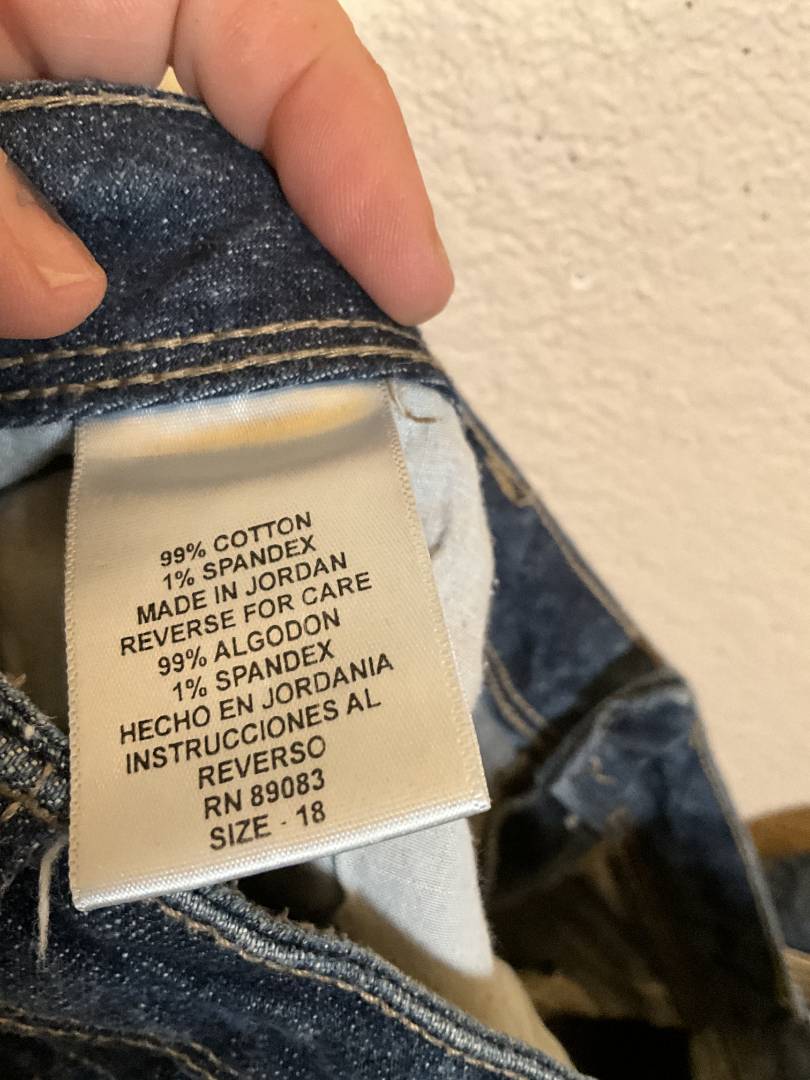 99% COTTON
1% SPANDEX
MADE IN JORDAN
REVERSE FOR CARE
99% ALGODON
1% SPANDEX
HECHO EN JORDANIA
INSTRUCCIONES AL
REVERSO
RN 89083
SIZE - 18